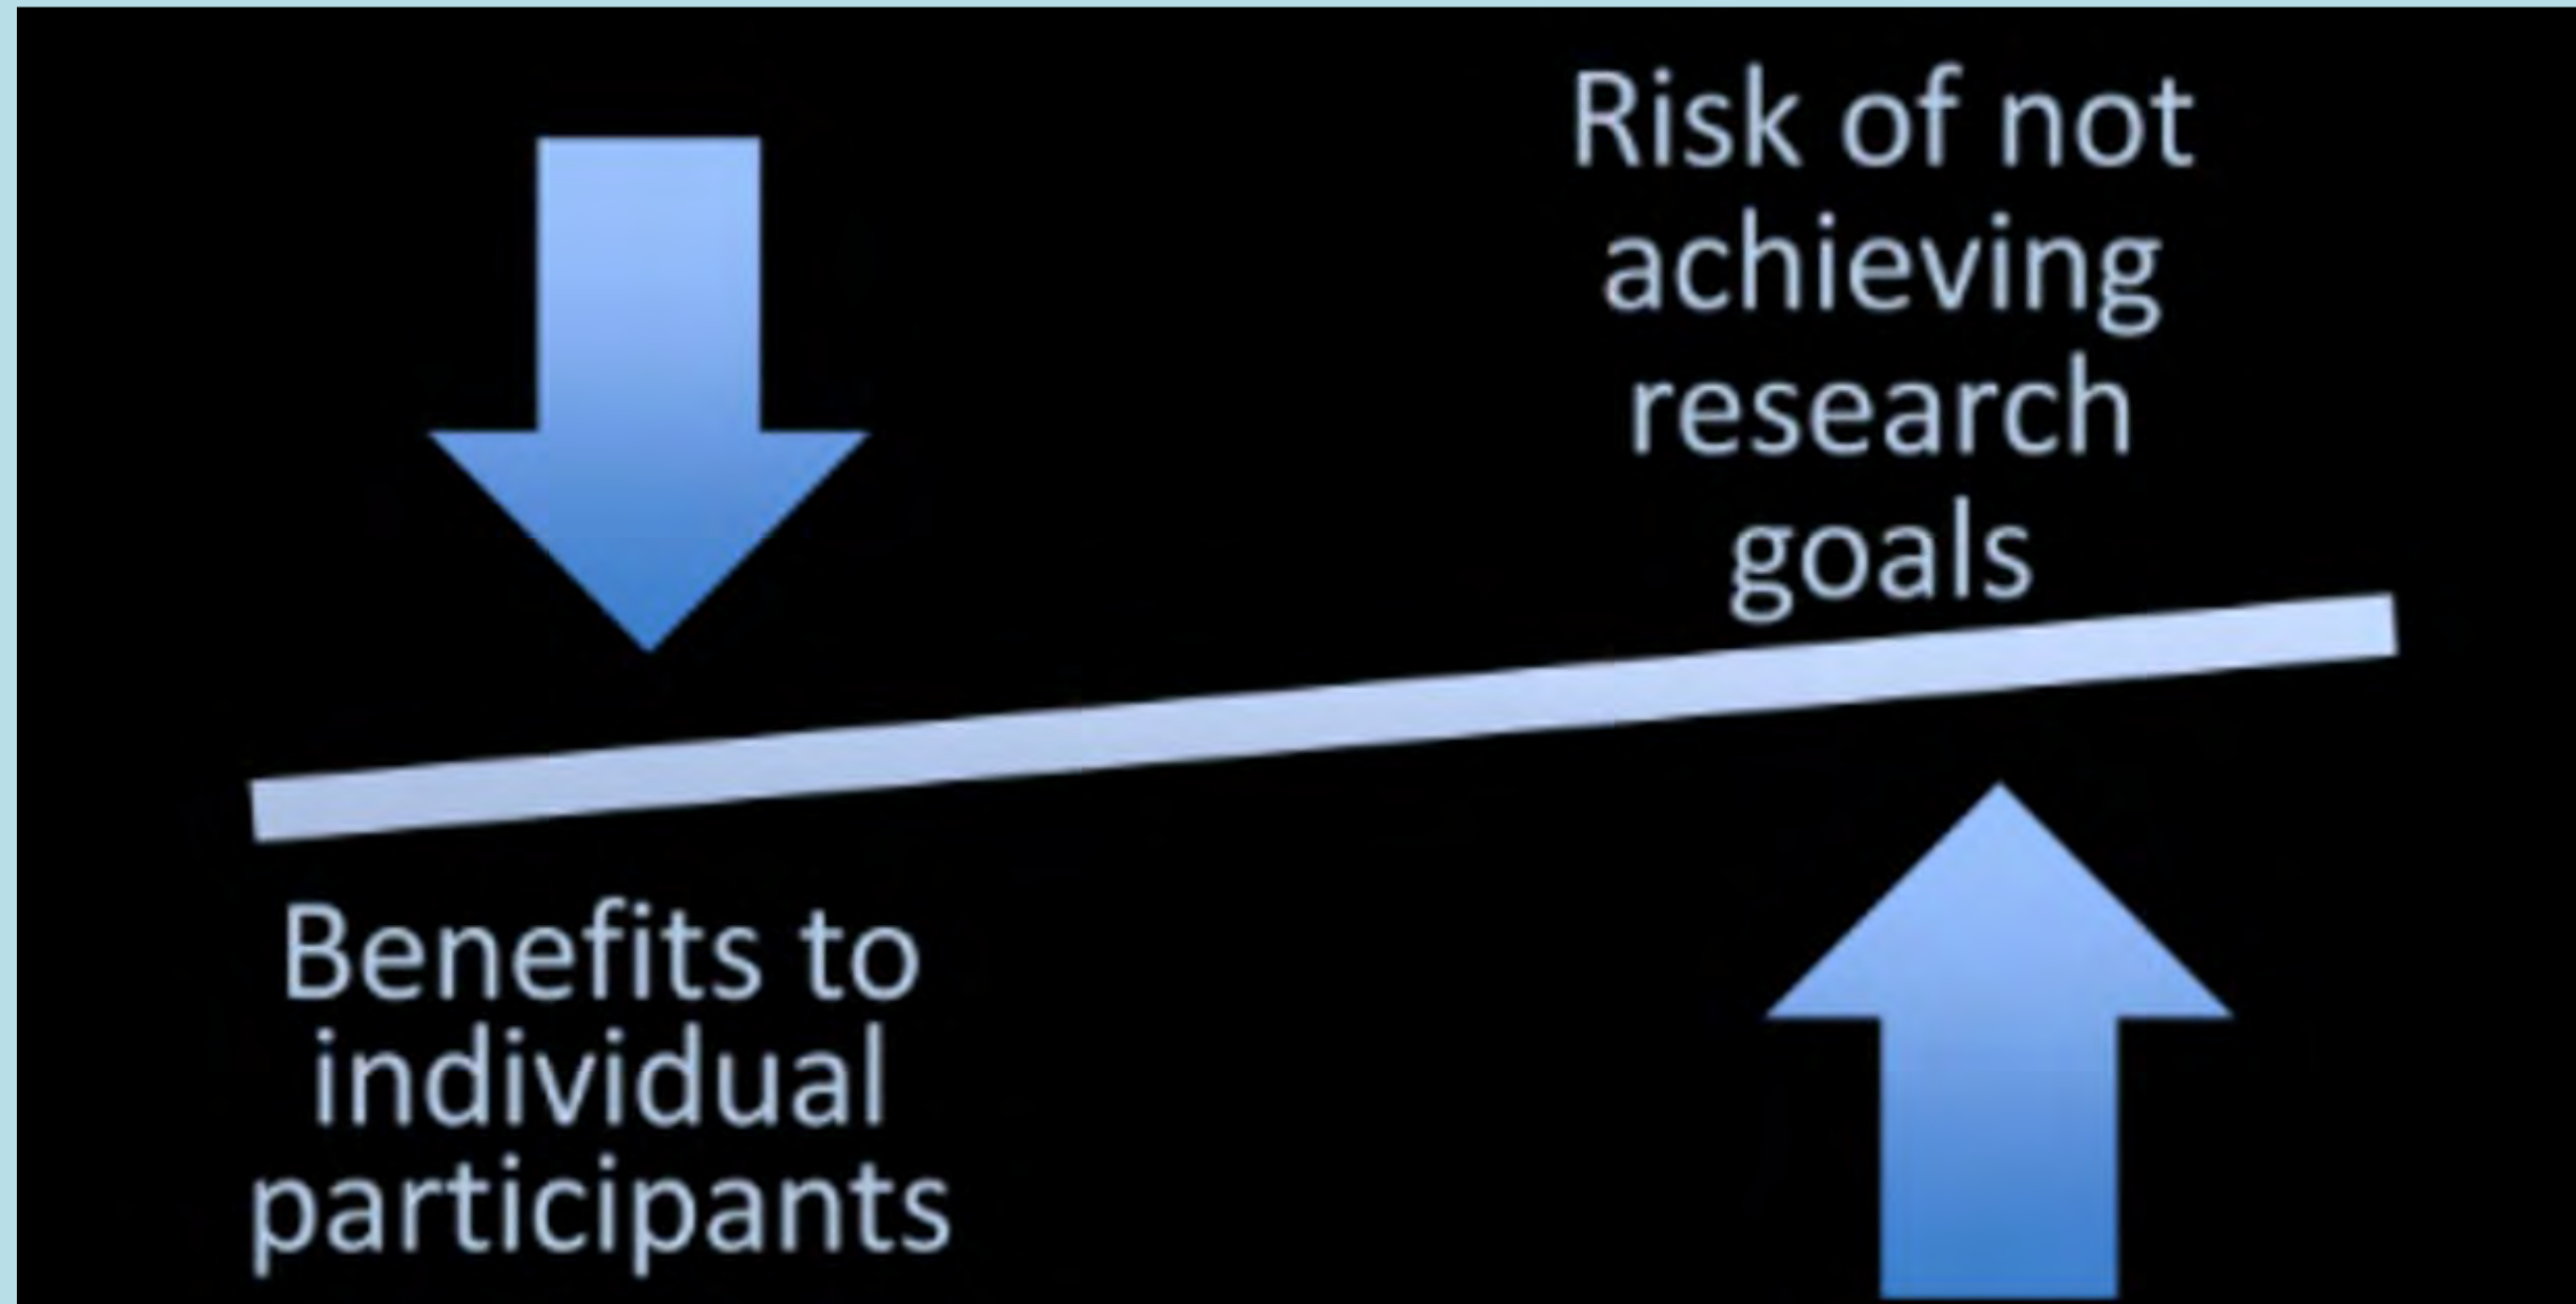 Risk of not
achieving
research
goals
Benefits to
individual
participants